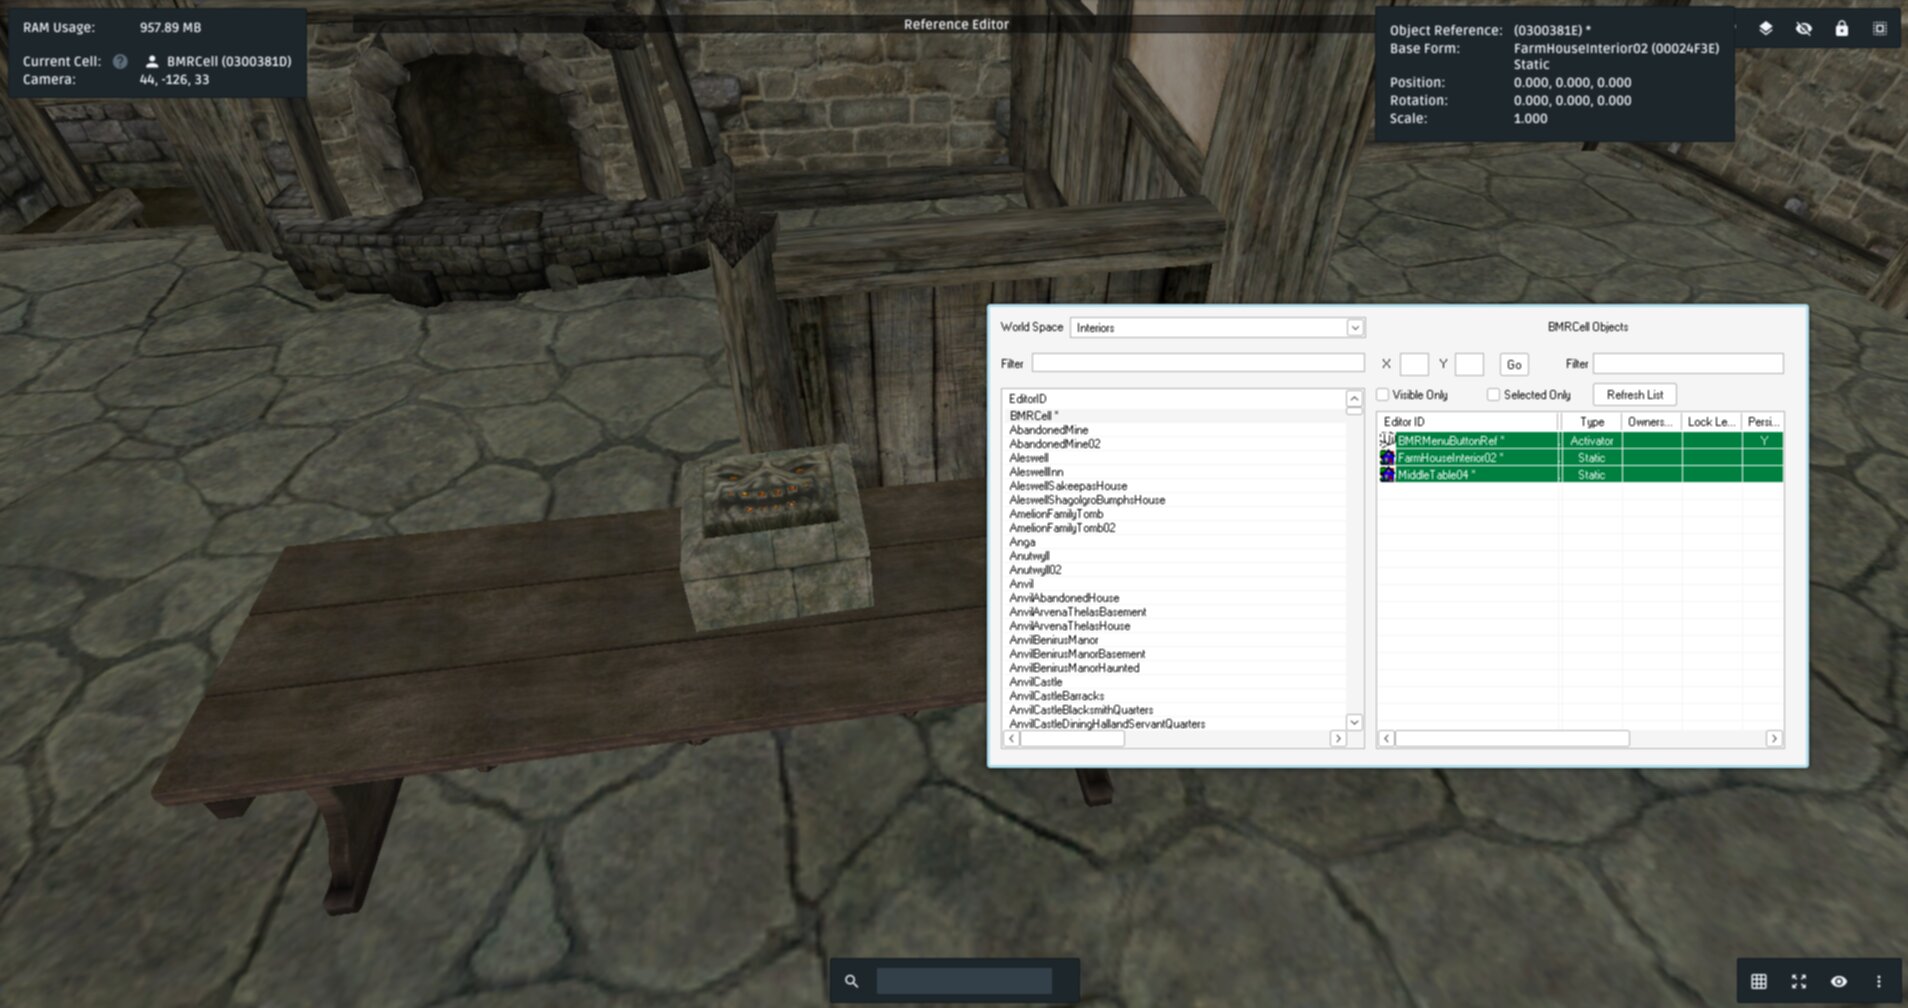 RAM Usage: 957.89 MB
Current Cell: ? BMRCell (0300381D)
Camera: 44, -126, 33
Reference Editor
Object Reference: (0300381E) *
Base Form: FarmHouseInterior02 (00024F3E)
Static
Position: 0.000, 0.000, 0.000
Rotation: 0.000, 0.000, 0.000
Scale: 1.000
World Space Interiors
BMRCell Objects
Filter
X Y Go Filter
Visible Only Selected Only Refresh List
EditorID
BMRCell *
AbandonedMine
AbandonedMine02
Aleswell
AleswellInn
AleswellSakeepasHouse
AleswellShagolgroBumphsHouse
AmelionFamilyTomb
AmelionFamilyTomb02
Anga
Anutwyll
Anutwyll02
Anvil
AnvilAbandonedHouse
AnvilArvenaThelasBasement
AnvilArvenaThelasHouse
AnvilBenirusManor
AnvilBenirusManorBasement
AnvilBenirusManorHaunted
AnvilCastle
AnvilCastleBarracks
AnvilCastleBlacksmithQuarters
AnvilCastleDiningHallandServantQuarters
Editor ID Type Owners... Lock Le... Persi...
BMRMenuButtonRef * Activator Y
FarmHouseInterior02 * Static
MiddleTable04 * Static